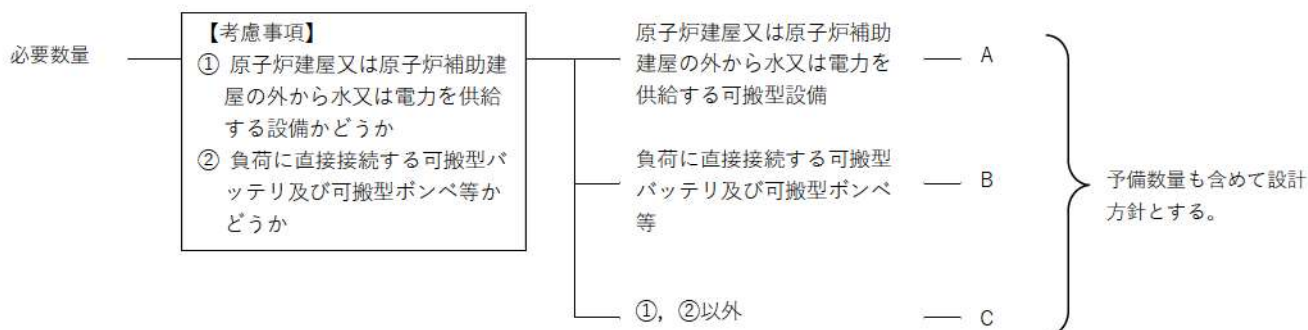 必要数量
【考慮事項】
① 原子炉建屋又は原子炉補助建
屋の外から水又は電力を供給
する設備かどうか
② 負荷に直接接続する可搬型バ
ッテリ及び可搬型ボンベ等か
どうか
原子炉建屋又は原子炉補助
建屋の外から水又は電力を
供給する可搬型設備
A
負荷に直接接続する可搬型
バッテリ及び可搬型ボンベ
等
B
①，②以外
C
予備数量も含めて設計
方針とする。